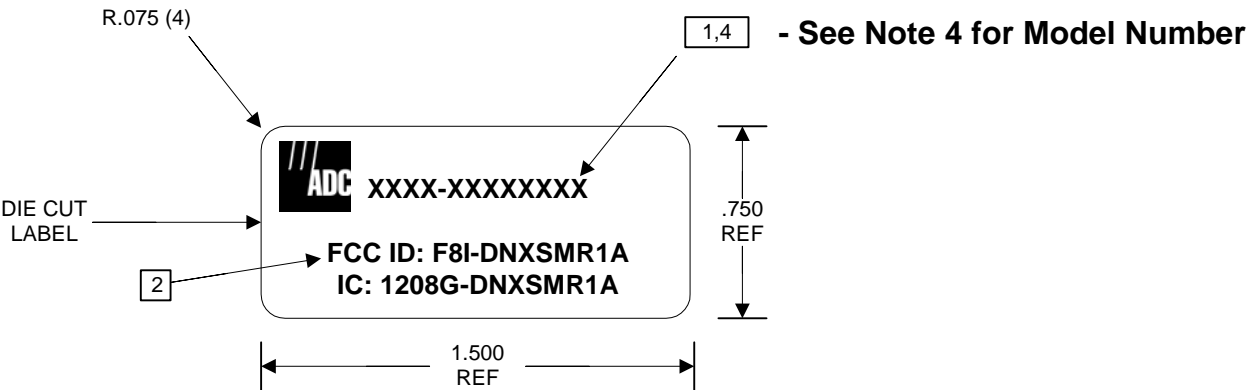 R.075 (4)
1,4 - See Note 4 for Model Number
ADC
XXXX-XXXXXXXX
DIE CUT
LABEL
.750
REF
FCC ID: F8I-DNXSMR1A
IC: 1208G-DNXSMR1A
2
1.500
REF